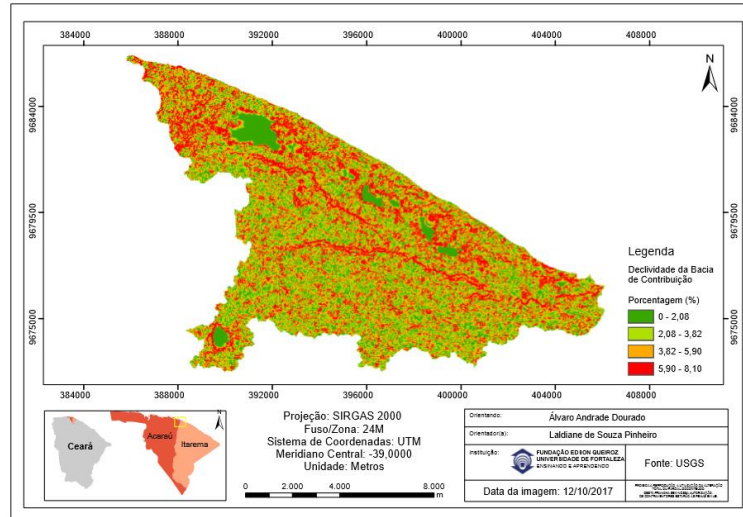 384000 388000 392000 396000 400000 404000 408000
N
9684000 9684000
9679500 9679500
9675000 9675000
Legenda
Declividade da Bacia
de Contribuição
Porcentagem (%)
0 - 2,08
2,08 - 3,82
3,82 - 5,90
5,90 - 8,10
384000 388000 392000 396000 400000 404000 408000
Ceará
Acaraú
Itarema
N
Projeção: SIRGAS 2000
Fuso/Zona: 24M
Sistema de Coordenadas: UTM
Meridiano Central: -39,0000
Unidade: Metros
0 2.000 4.000 8.000
m
Orientando: Álvaro Andrade Dourado
Orientador(a): Laldiane de Souza Pinheiro
Instituição:
FUNDAÇÃO EDSON QUEIROZ
UNIVERSIDADE DE FORTALEZA
ENSINANDO E APRENDENDO
Fonte: USGS
Data da imagem: 12/10/2017